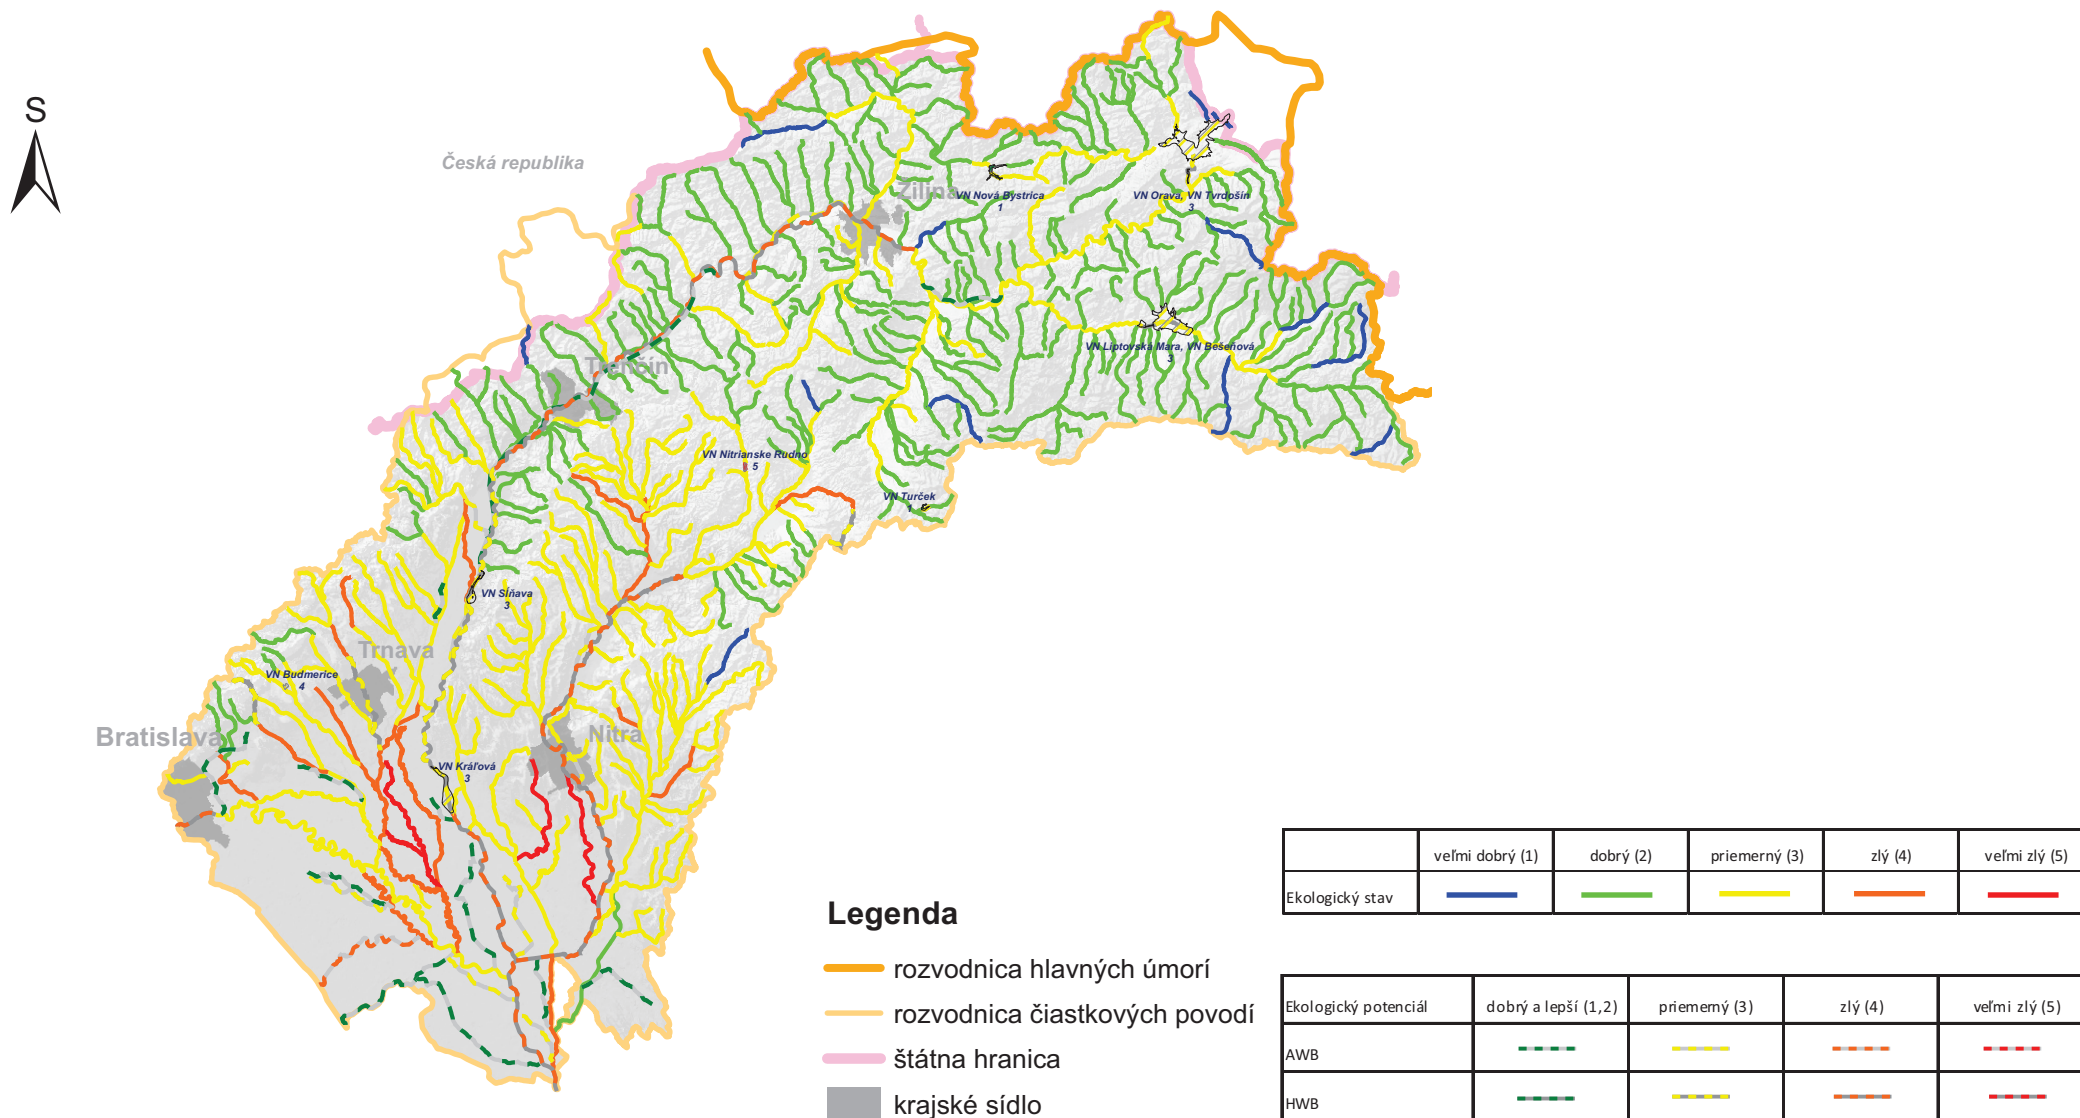 S
Česká republika
Žilina
VN Nová Bystrica
1
VN Orava, VN Tvrdošín
3
VN Liptovská Mara, VN Bešeňová
3
Trenčín
VN Nitrianske Rudno
5
VN Turček
1
VN Sĺňava
3
Trnava
VN Budmerice
4
Bratislava
Nitra
VN Kráľová
3
Legenda
rozvodnica hlavných úmorí
rozvodnica čiastkových povodí
štátna hranica
krajské sídlo
veľmi dobrý (1) dobrý (2) priemerný (3) zlý (4) veľmi zlý (5)
Ekologický stav
Ekologický potenciál dobrý a lepší (1,2) priemerný (3) zlý (4) veľmi zlý (5)
AWB
HWB